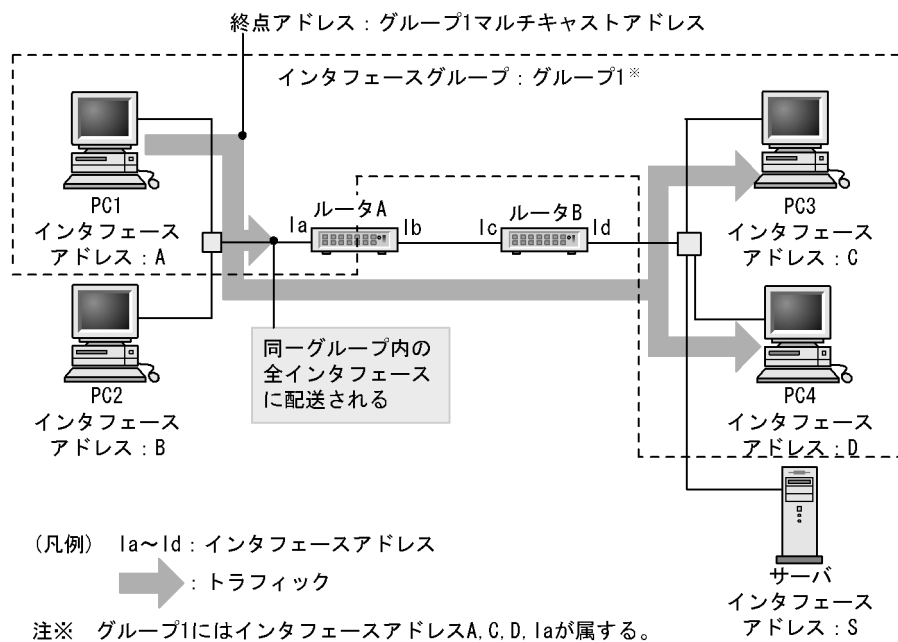 終点アドレス：グループ1マルチキャストアドレス
インタフェースグループ：グループ1※
PC1
インタフェース
アドレス：A
ルータA
Ia
Ib
ルータB
Ic
Id
PC3
インタフェース
アドレス：C
PC2
インタフェース
アドレス：B
同一グループ内の
全インタフェース
に配送される
PC4
インタフェース
アドレス：D
(凡例)　Ia～Id：インタフェースアドレス
：トラフィック
サーバ
インタフェース
アドレス：S
注※　グループ1にはインタフェースアドレスA,C,D,Iaが属する。